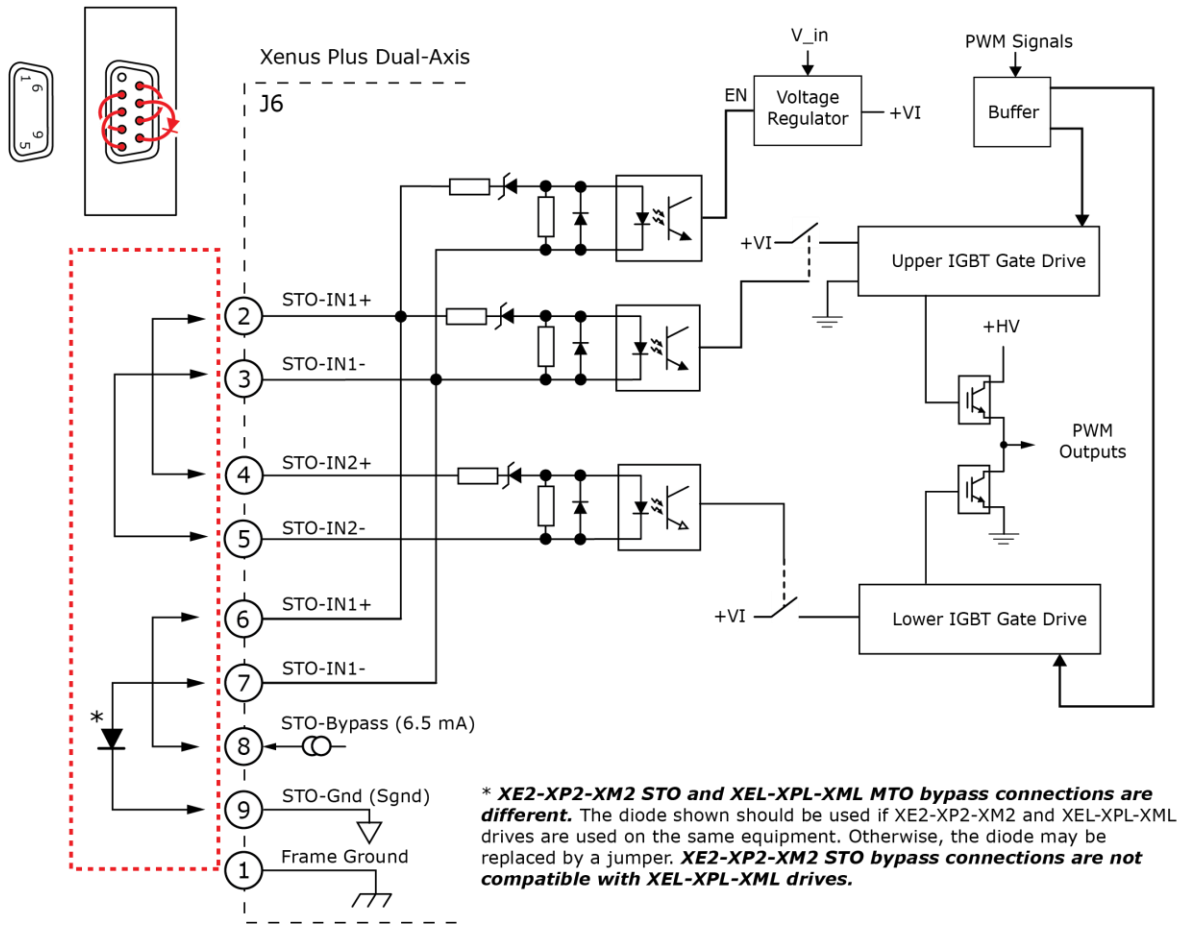 1
6
9
5
Xenus Plus Dual-Axis
J6
V_in
PWM Signals
EN
Voltage
Regulator
+VI
Buffer
+VI
Upper IGBT Gate Drive
+HV
PWM
Outputs
+VI
Lower IGBT Gate Drive
2 STO-IN1+
3 STO-IN1-
4 STO-IN2+
5 STO-IN2-
6 STO-IN1+
7 STO-IN1-
*
8 STO-Bypass (6.5 mA)
9 STO-Gnd (Sgnd)
1 Frame Ground
* XE2-XP2-XM2 STO and XEL-XPL-XML MTO bypass connections are
different. The diode shown should be used if XE2-XP2-XM2 and XEL-XPL-XML
drives are used on the same equipment. Otherwise, the diode may be
replaced by a jumper. XE2-XP2-XM2 STO bypass connections are not
compatible with XEL-XPL-XML drives.